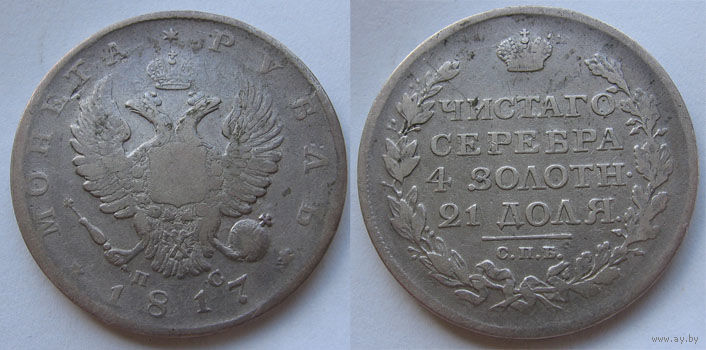 МОНЕТА * РУБЛЬ
П С
1817
ЧИСТАГО
СЕРЕБРА
4 ЗОЛОТН.
21 ДОЛЯ.
С.П.Б.
www.ay.by